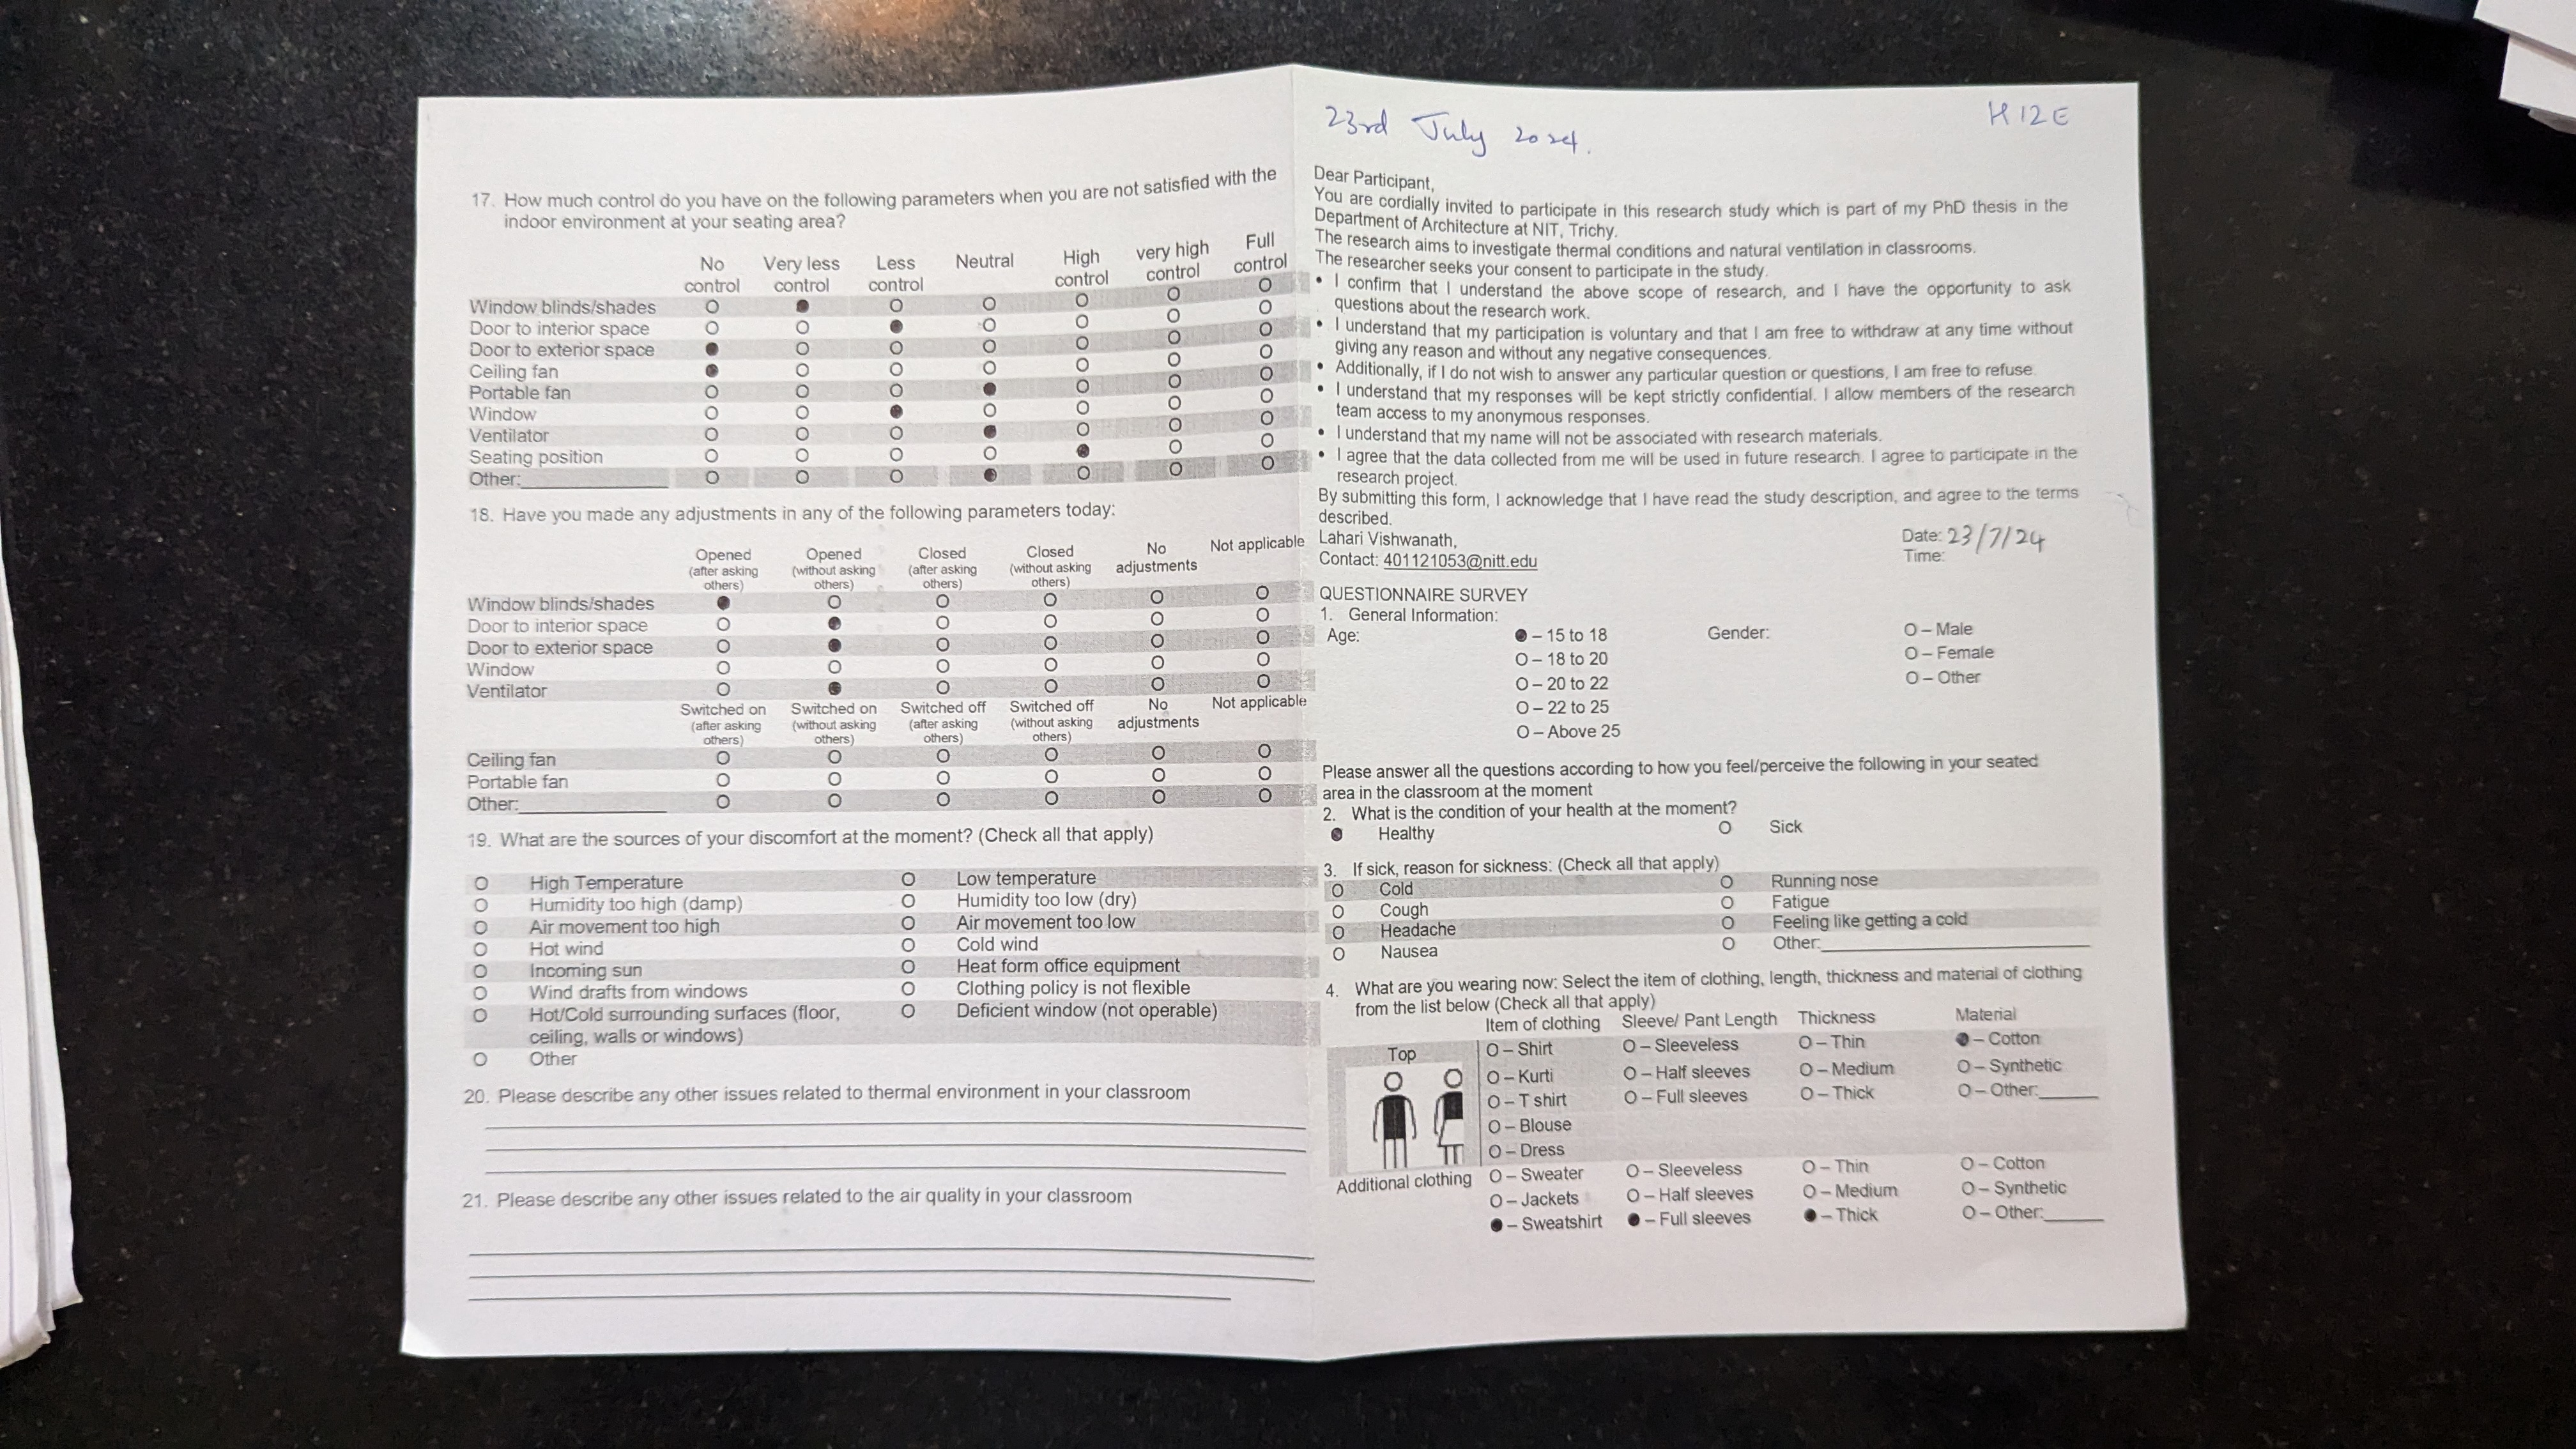 17. How much control do you have on the following parameters when you are not satisfied with the
indoor environment at your seating area?
No control Very less control Less control Neutral High control very high control Full control
Window blinds/shades O ● O O O O O
Door to interior space O O ● O O O O
Door to exterior space ● O O O O O O
Ceiling fan ● O O O O O O
Portable fan O O O ● O O O
Window O O ● O O O O
Ventilator O O O ● O O O
Seating position O O O O ● O O
Other:__________ O O O ● O O O
18. Have you made any adjustments in any of the following parameters today:
Opened (after asking others) Opened (without asking others) Closed (after asking others) Closed (without asking others) No adjustments Not applicable
Window blinds/shades ● O O O O O
Door to interior space O ● O O O O
Door to exterior space O ● O O O O
Window O O O O O O
Ventilator O ● O O O O
Switched on (after asking others) Switched on (without asking others) Switched off (after asking others) Switched off (without asking others) No adjustments Not applicable
Ceiling fan O O O O O O
Portable fan O O O O O O
Other:__________ O O O O O O
19. What are the sources of your discomfort at the moment? (Check all that apply)
O High Temperature O Low temperature
O Humidity too high (damp) O Humidity too low (dry)
O Air movement too high O Air movement too low
O Hot wind O Cold wind
O Incoming sun O Heat form office equipment
O Wind drafts from windows O Clothing policy is not flexible
O Hot/Cold surrounding surfaces (floor, O Deficient window (not operable)
ceiling, walls or windows)
O Other
20. Please describe any other issues related to thermal environment in your classroom
21. Please describe any other issues related to the air quality in your classroom
23rd July 2024.
H12E
Dear Participant,
You are cordially invited to participate in this research study which is part of my PhD thesis in the
Department of Architecture at NIT, Trichy.
The research aims to investigate thermal conditions and natural ventilation in classrooms.
The researcher seeks your consent to participate in the study.
• I confirm that I understand the above scope of research, and I have the opportunity to ask
questions about the research work.
• I understand that my participation is voluntary and that I am free to withdraw at any time without
giving any reason and without any negative consequences.
• Additionally, if I do not wish to answer any particular question or questions, I am free to refuse.
• I understand that my responses will be kept strictly confidential. I allow members of the research
team access to my anonymous responses.
• I understand that my name will not be associated with research materials.
• I agree that the data collected from me will be used in future research. I agree to participate in the
research project.
By submitting this form, I acknowledge that I have read the study description, and agree to the terms
described.
Lahari Vishwanath, Date: 23/7/24
Contact: 401121053@nitt.edu Time:
QUESTIONNAIRE SURVEY
1. General Information:
Age: ● – 15 to 18 Gender: O – Male
O – 18 to 20 O – Female
O – 20 to 22 O – Other
O – 22 to 25
O – Above 25
Please answer all the questions according to how you feel/perceive the following in your seated
area in the classroom at the moment
2. What is the condition of your health at the moment?
● Healthy O Sick
3. If sick, reason for sickness: (Check all that apply)
O Cold O Running nose
O Cough O Fatigue
O Headache O Feeling like getting a cold
O Nausea O Other:__________
4. What are you wearing now: Select the item of clothing, length, thickness and material of clothing
from the list below (Check all that apply)
Item of clothing Sleeve/ Pant Length Thickness Material
Top O – Shirt O – Sleeveless O – Thin ● – Cotton
O – Kurti O – Half sleeves O – Medium O – Synthetic
O – T shirt O – Full sleeves O – Thick O – Other:______
O – Blouse
O – Dress
Additional clothing O – Sweater O – Sleeveless O – Thin O – Cotton
O – Jackets O – Half sleeves O – Medium O – Synthetic
● – Sweatshirt ● – Full sleeves ● – Thick O – Other:______